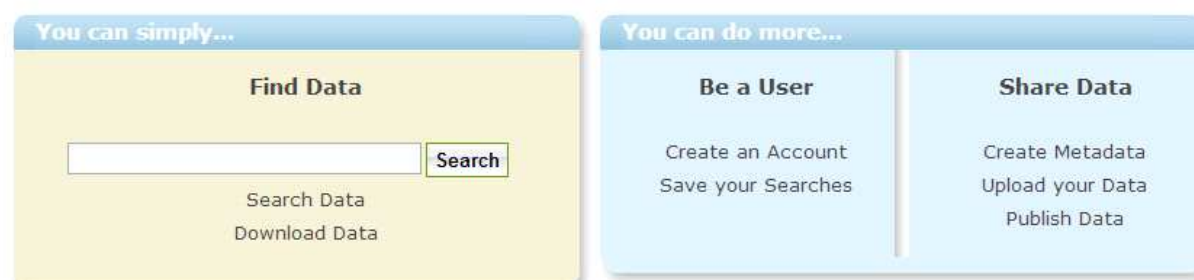 You can simply...
Find Data
Search
Search Data
Download Data
You can do more...
Be a User
Create an Account
Save your Searches
Share Data
Create Metadata
Upload your Data
Publish Data